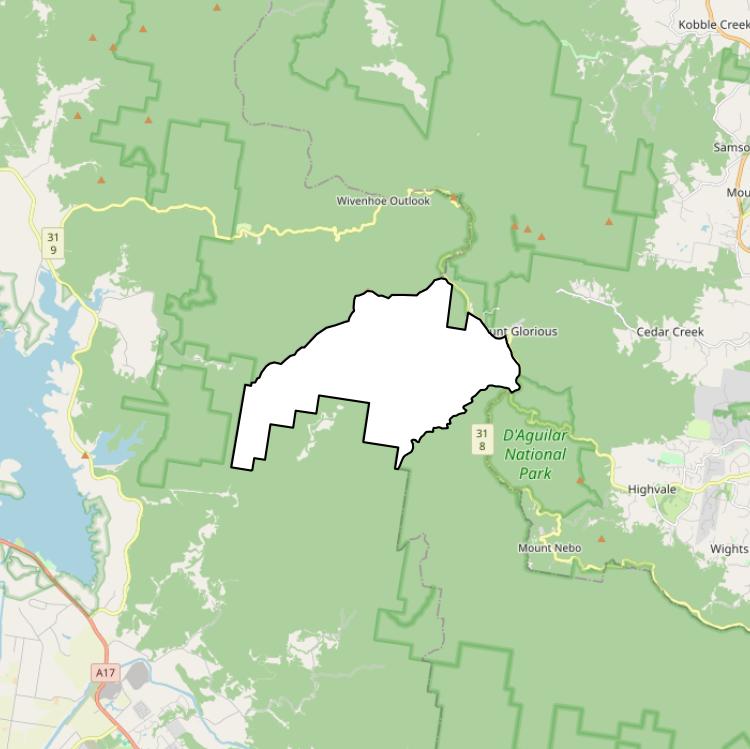 Kobble Creek
Samso
Wivenhoe Outlook
Mou
31
9
unt Glorious
Cedar Creek
31
8
D'Aguilar
National
Park
Highvale
Mount Nebo
Wights
A17